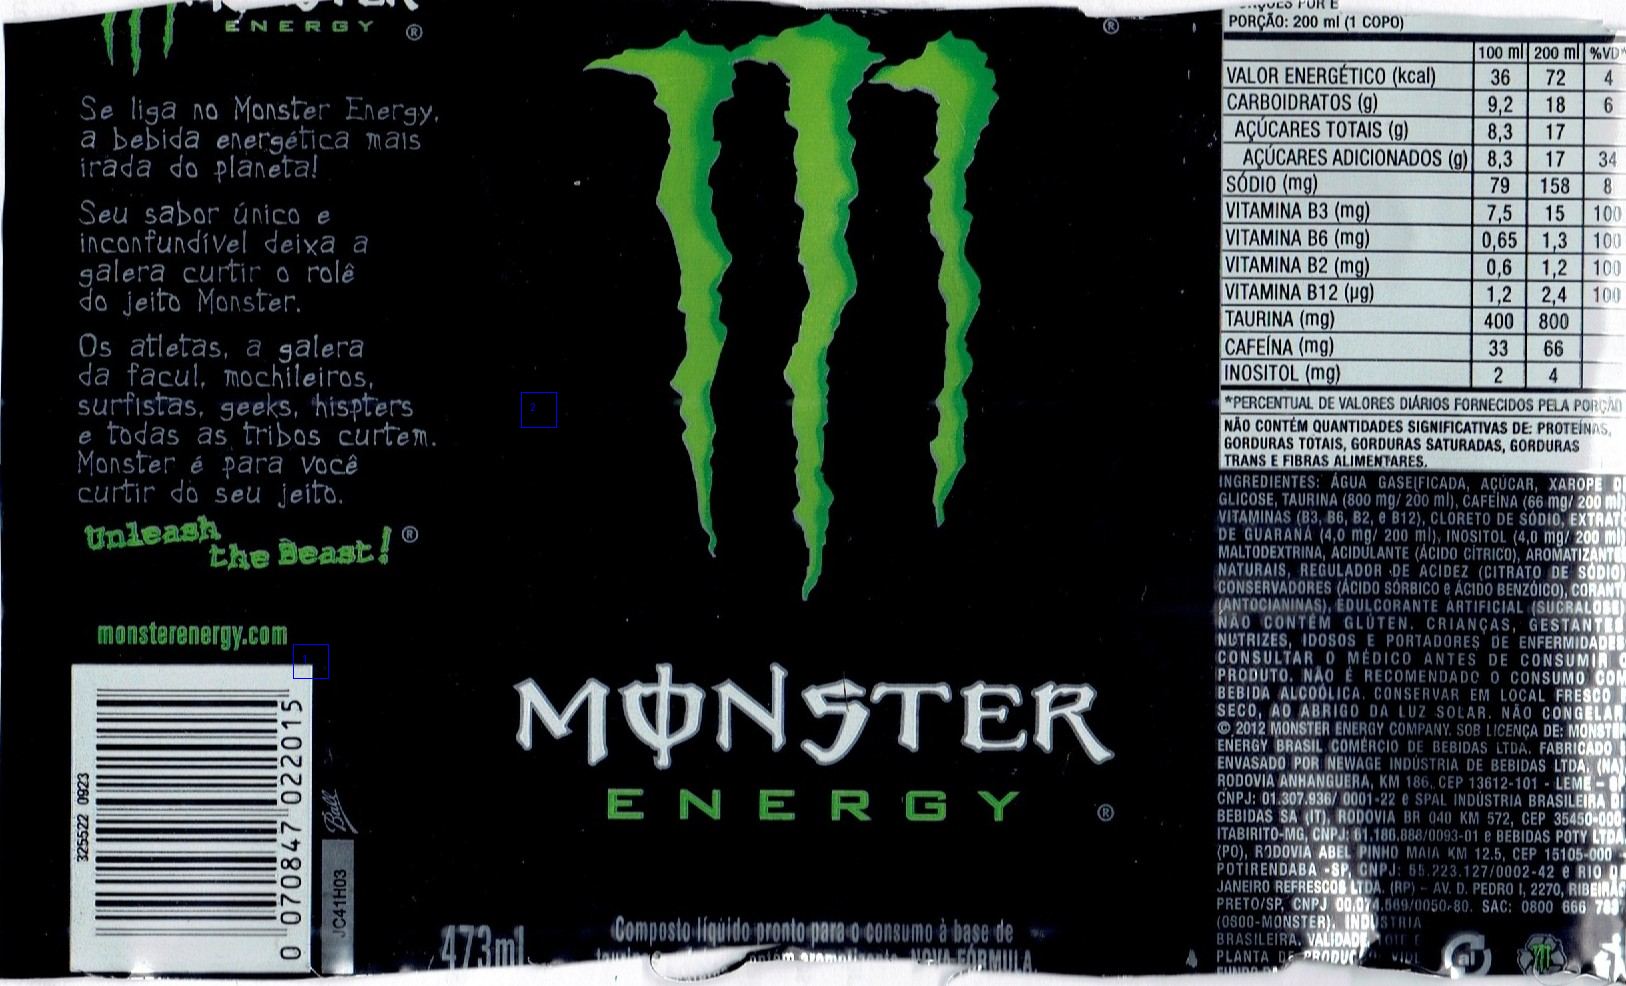 ENERGY ®
Se liga no Monster Energy,
a bebida energética mais
irada do planeta!
Seu sabor único e
inconfundível deixa a
galera curtir o rolê
do jeito Monster.
Os atletas, a galera
da facul, mochileiros,
surfistas, geeks, hispters
e todas as tribos curtem.
Monster é para você
curtir do seu jeito.
Unleash
the Beast! ®
monsterenergy.com
1
325522 0923
0 070847 022015
Ball
JC41H03
®
2
MONSTER
ENERGY ®
473ml
Composto líquido pronto para o consumo à base de
NOVA FÓRMULA.
PORÇÃO: 200 ml (1 COPO)
100 ml 200 ml %VD*
VALOR ENERGÉTICO (kcal) 36 72 4
CARBOIDRATOS (g) 9,2 18 6
AÇÚCARES TOTAIS (g) 8,3 17
AÇÚCARES ADICIONADOS (g) 8,3 17 34
SÓDIO (mg) 79 158 8
VITAMINA B3 (mg) 7,5 15 100
VITAMINA B6 (mg) 0,65 1,3 100
VITAMINA B2 (mg) 0,6 1,2 100
VITAMINA B12 (µg) 1,2 2,4 100
TAURINA (mg) 400 800
CAFEÍNA (mg) 33 66
INOSITOL (mg) 2 4
*PERCENTUAL DE VALORES DIÁRIOS FORNECIDOS PELA PORÇÃO
NÃO CONTÉM QUANTIDADES SIGNIFICATIVAS DE: PROTEÍNAS,
GORDURAS TOTAIS, GORDURAS SATURADAS, GORDURAS
TRANS E FIBRAS ALIMENTARES.
INGREDIENTES: ÁGUA GASEIFICADA, AÇÚCAR, XAROPE
GLICOSE, TAURINA (800 mg/ 200 ml), CAFEÍNA (66 mg/ 200 ml)
VITAMINAS (B3, B6, B2, e B12), CLORETO DE SÓDIO, EXTRATO
DE GUARANÁ (4,0 mg/ 200 ml), INOSITOL (4,0 mg/ 200 ml)
MALTODEXTRINA, ACIDULANTE (ÁCIDO CÍTRICO), AROMATIZANTE
NATURAIS, REGULADOR DE ACIDEZ (CITRATO DE SÓDIO)
CONSERVADORES (ÁCIDO SÓRBICO e ÁCIDO BENZÓICO), CORANT
(ANTOCIANINAS), EDULCORANTE ARTIFICIAL (SUCRALOSE)
NÃO CONTÉM GLÚTEN. CRIANÇAS, GESTANTES
NUTRIZES, IDOSOS E PORTADORES DE ENFERMIDADES
CONSULTAR O MÉDICO ANTES DE CONSUMIR O
PRODUTO. NÃO É RECOMENDADO O CONSUMO COM
BEBIDA ALCOÓLICA. CONSERVAR EM LOCAL FRESCO E
SECO, AO ABRIGO DA LUZ SOLAR. NÃO CONGELAR
© 2012 MONSTER ENERGY COMPANY. SOB LICENÇA DE: MONSTER
ENERGY BRASIL COMÉRCIO DE BEBIDAS LTDA. FABRICADO E
ENVASADO POR NEWAGE INDÚSTRIA DE BEBIDAS LTDA. (NA)
RODOVIA ANHANGUERA, KM 186, CEP 13612-101 - LEME - SP
CNPJ: 01.307.936/ 0001-22 e SPAL INDÚSTRIA BRASILEIRA DE
BEBIDAS SA (IT), RODOVIA BR 040 KM 572, CEP 35450-000-
ITABIRITO-MG, CNPJ: 61.186.888/0093-01 e BEBIDAS POTY LTDA
(PO), RODOVIA ABEL PINHO MAIA KM 12.5, CEP 15105-000 -
POTIRENDABA -SP, CNPJ: 55.223.127/0002-42 e RIO DE
JANEIRO REFRESCOS LTDA. (RP) - AV. D. PEDRO I, 2270, RIBEIRÃO
PRETO/SP, CNPJ 00.074.569/0050-80. SAC: 0800 666
(0800-MONSTER). INDUSTRIA
BRASILEIRA. VALIDADE,
PLANTA DE PRODUÇ